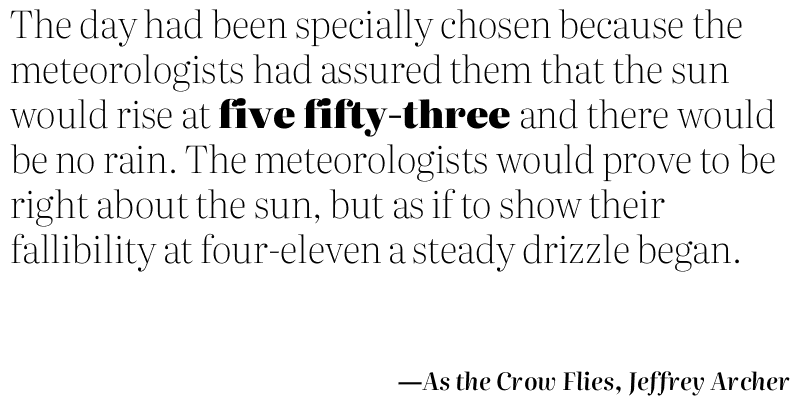 The day had been specially chosen because the
meteorologists had assured them that the sun
would rise at five fifty-three and there would
be no rain. The meteorologists would prove to be
right about the sun, but as if to show their
fallibility at four-eleven a steady drizzle began.
—As the Crow Flies, Jeffrey Archer